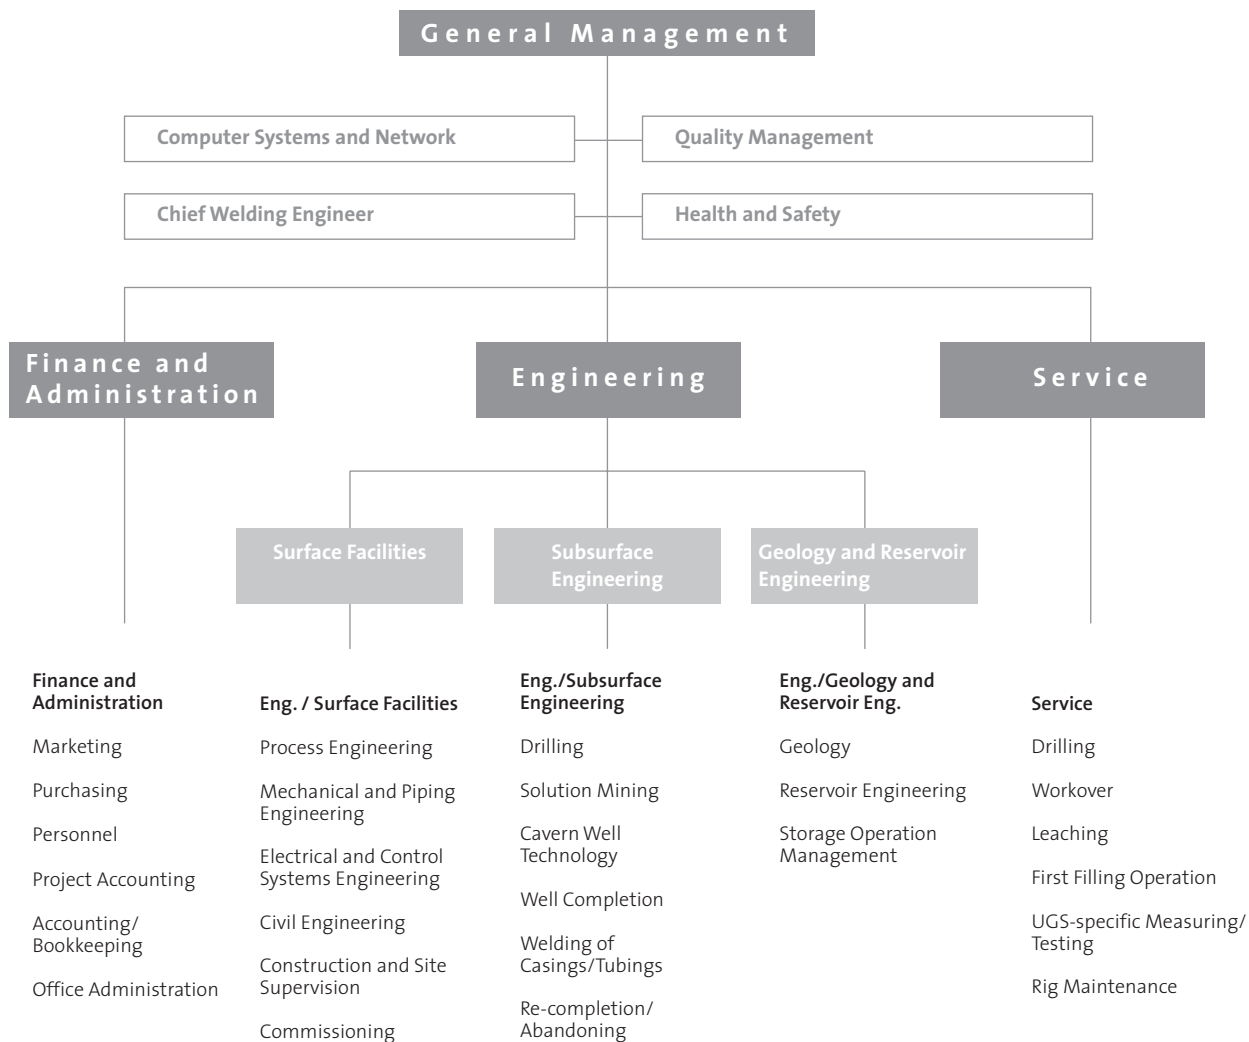 General Management
Computer Systems and Network
Quality Management
Chief Welding Engineer
Health and Safety
Finance and
Administration
Engineering
Service
Surface Facilities
Subsurface
Engineering
Geology and Reservoir
Engineering
Finance and
Administration
Marketing
Purchasing
Personnel
Project Accounting
Accounting/
Bookkeeping
Office Administration
Eng. / Surface Facilities
Process Engineering
Mechanical and Piping
Engineering
Electrical and Control
Systems Engineering
Civil Engineering
Construction and Site
Supervision
Commissioning
Eng./Subsurface
Engineering
Drilling
Solution Mining
Cavern Well
Technology
Well Completion
Welding of
Casings/Tubings
Re-completion/
Abandoning
Eng./Geology and
Reservoir Eng.
Geology
Reservoir Engineering
Storage Operation
Management
Service
Drilling
Workover
Leaching
First Filling Operation
UGS-specific Measuring/
Testing
Rig Maintenance